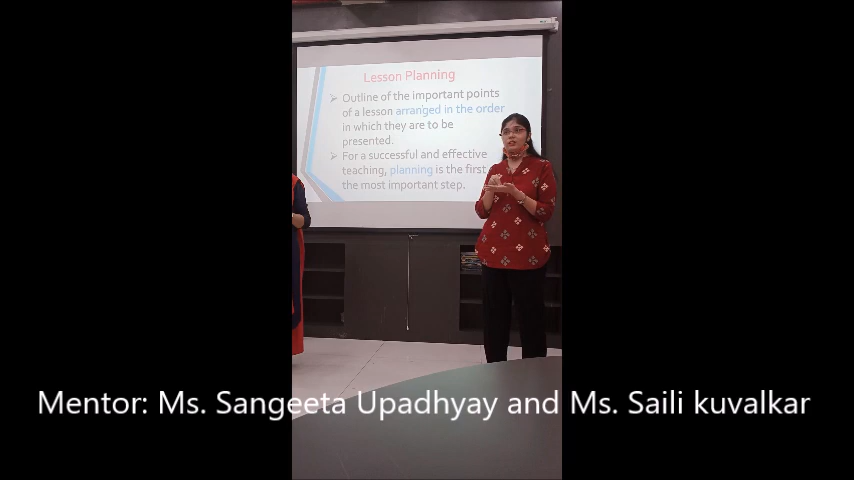 Lesson Planning
Outline of the important points
of a lesson arranged in the order
in which they are to be
presented.
For a successful and effective
teaching, planning is the first
the most important step.
Mentor: Ms. Sangeeta Upadhyay and Ms. Saili kuvalkar